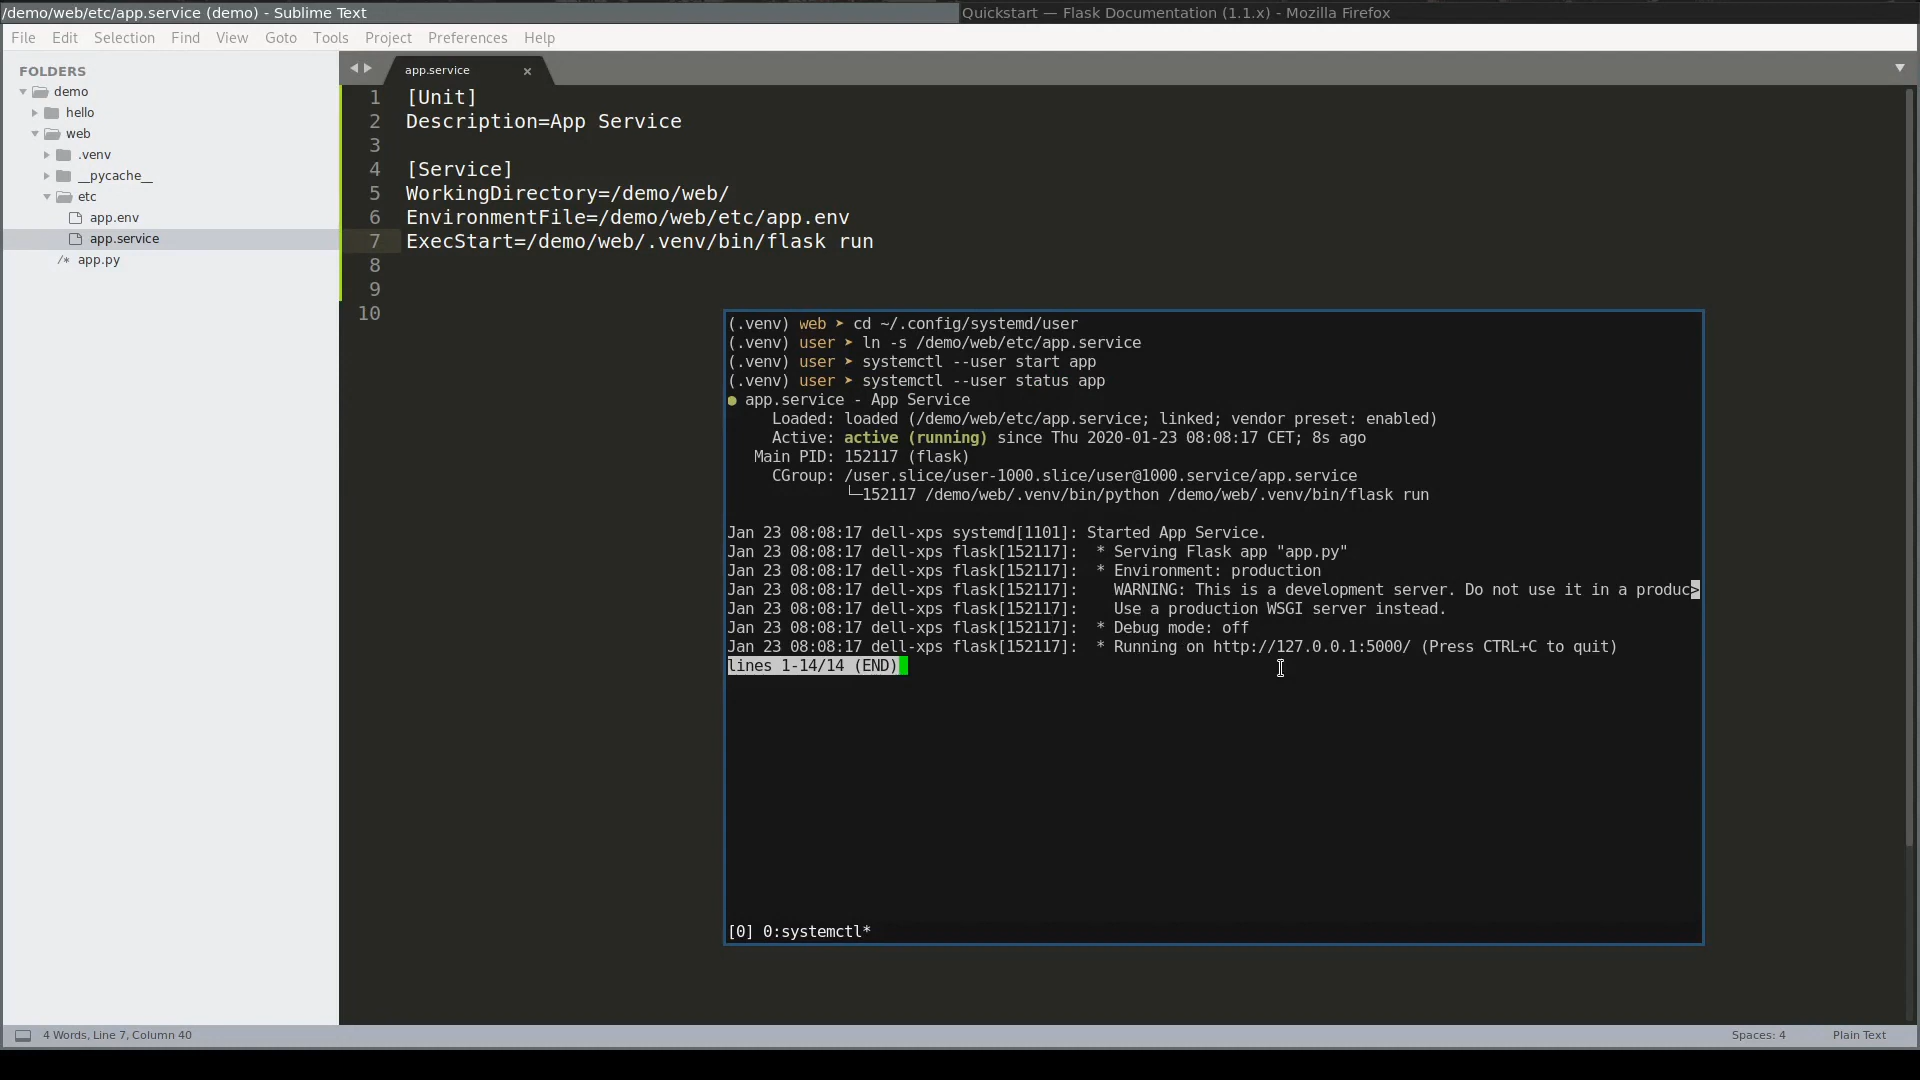 /demo/web/etc/app.service (demo) - Sublime Text
Quickstart — Flask Documentation (1.1.x) - Mozilla Firefox
File Edit Selection Find View Goto Tools Project Preferences Help
FOLDERS
demo
hello
web
.venv
__pycache__
etc
app.env
app.service
/* app.py
app.service ×
1 [Unit]
2 Description=App Service
3
4 [Service]
5 WorkingDirectory=/demo/web/
6 EnvironmentFile=/demo/web/etc/app.env
7 ExecStart=/demo/web/.venv/bin/flask run
8
9
10
(.venv) web ➤ cd ~/.config/systemd/user
(.venv) user ➤ ln -s /demo/web/etc/app.service
(.venv) user ➤ systemctl --user start app
(.venv) user ➤ systemctl --user status app
● app.service - App Service
Loaded: loaded (/demo/web/etc/app.service; linked; vendor preset: enabled)
Active: active (running) since Thu 2020-01-23 08:08:17 CET; 8s ago
Main PID: 152117 (flask)
CGroup: /user.slice/user-1000.slice/user@1000.service/app.service
└─152117 /demo/web/.venv/bin/python /demo/web/.venv/bin/flask run
Jan 23 08:08:17 dell-xps systemd[1101]: Started App Service.
Jan 23 08:08:17 dell-xps flask[152117]:  * Serving Flask app "app.py"
Jan 23 08:08:17 dell-xps flask[152117]:  * Environment: production
Jan 23 08:08:17 dell-xps flask[152117]:    WARNING: This is a development server. Do not use it in a produc>
Jan 23 08:08:17 dell-xps flask[152117]:    Use a production WSGI server instead.
Jan 23 08:08:17 dell-xps flask[152117]:  * Debug mode: off
Jan 23 08:08:17 dell-xps flask[152117]:  * Running on http://127.0.0.1:5000/ (Press CTRL+C to quit)
lines 1-14/14 (END)
[0] 0:systemctl*
4 Words, Line 7, Column 40
Spaces: 4
Plain Text